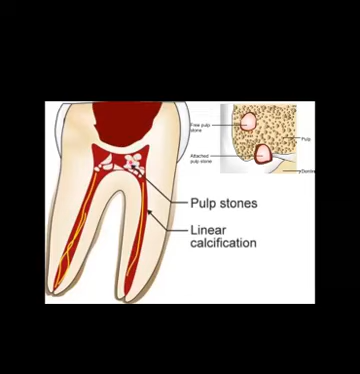 Free pulp
stone
Pulp
Attached
pulp stone
Dentin
Pulp stones
Linear
calcification